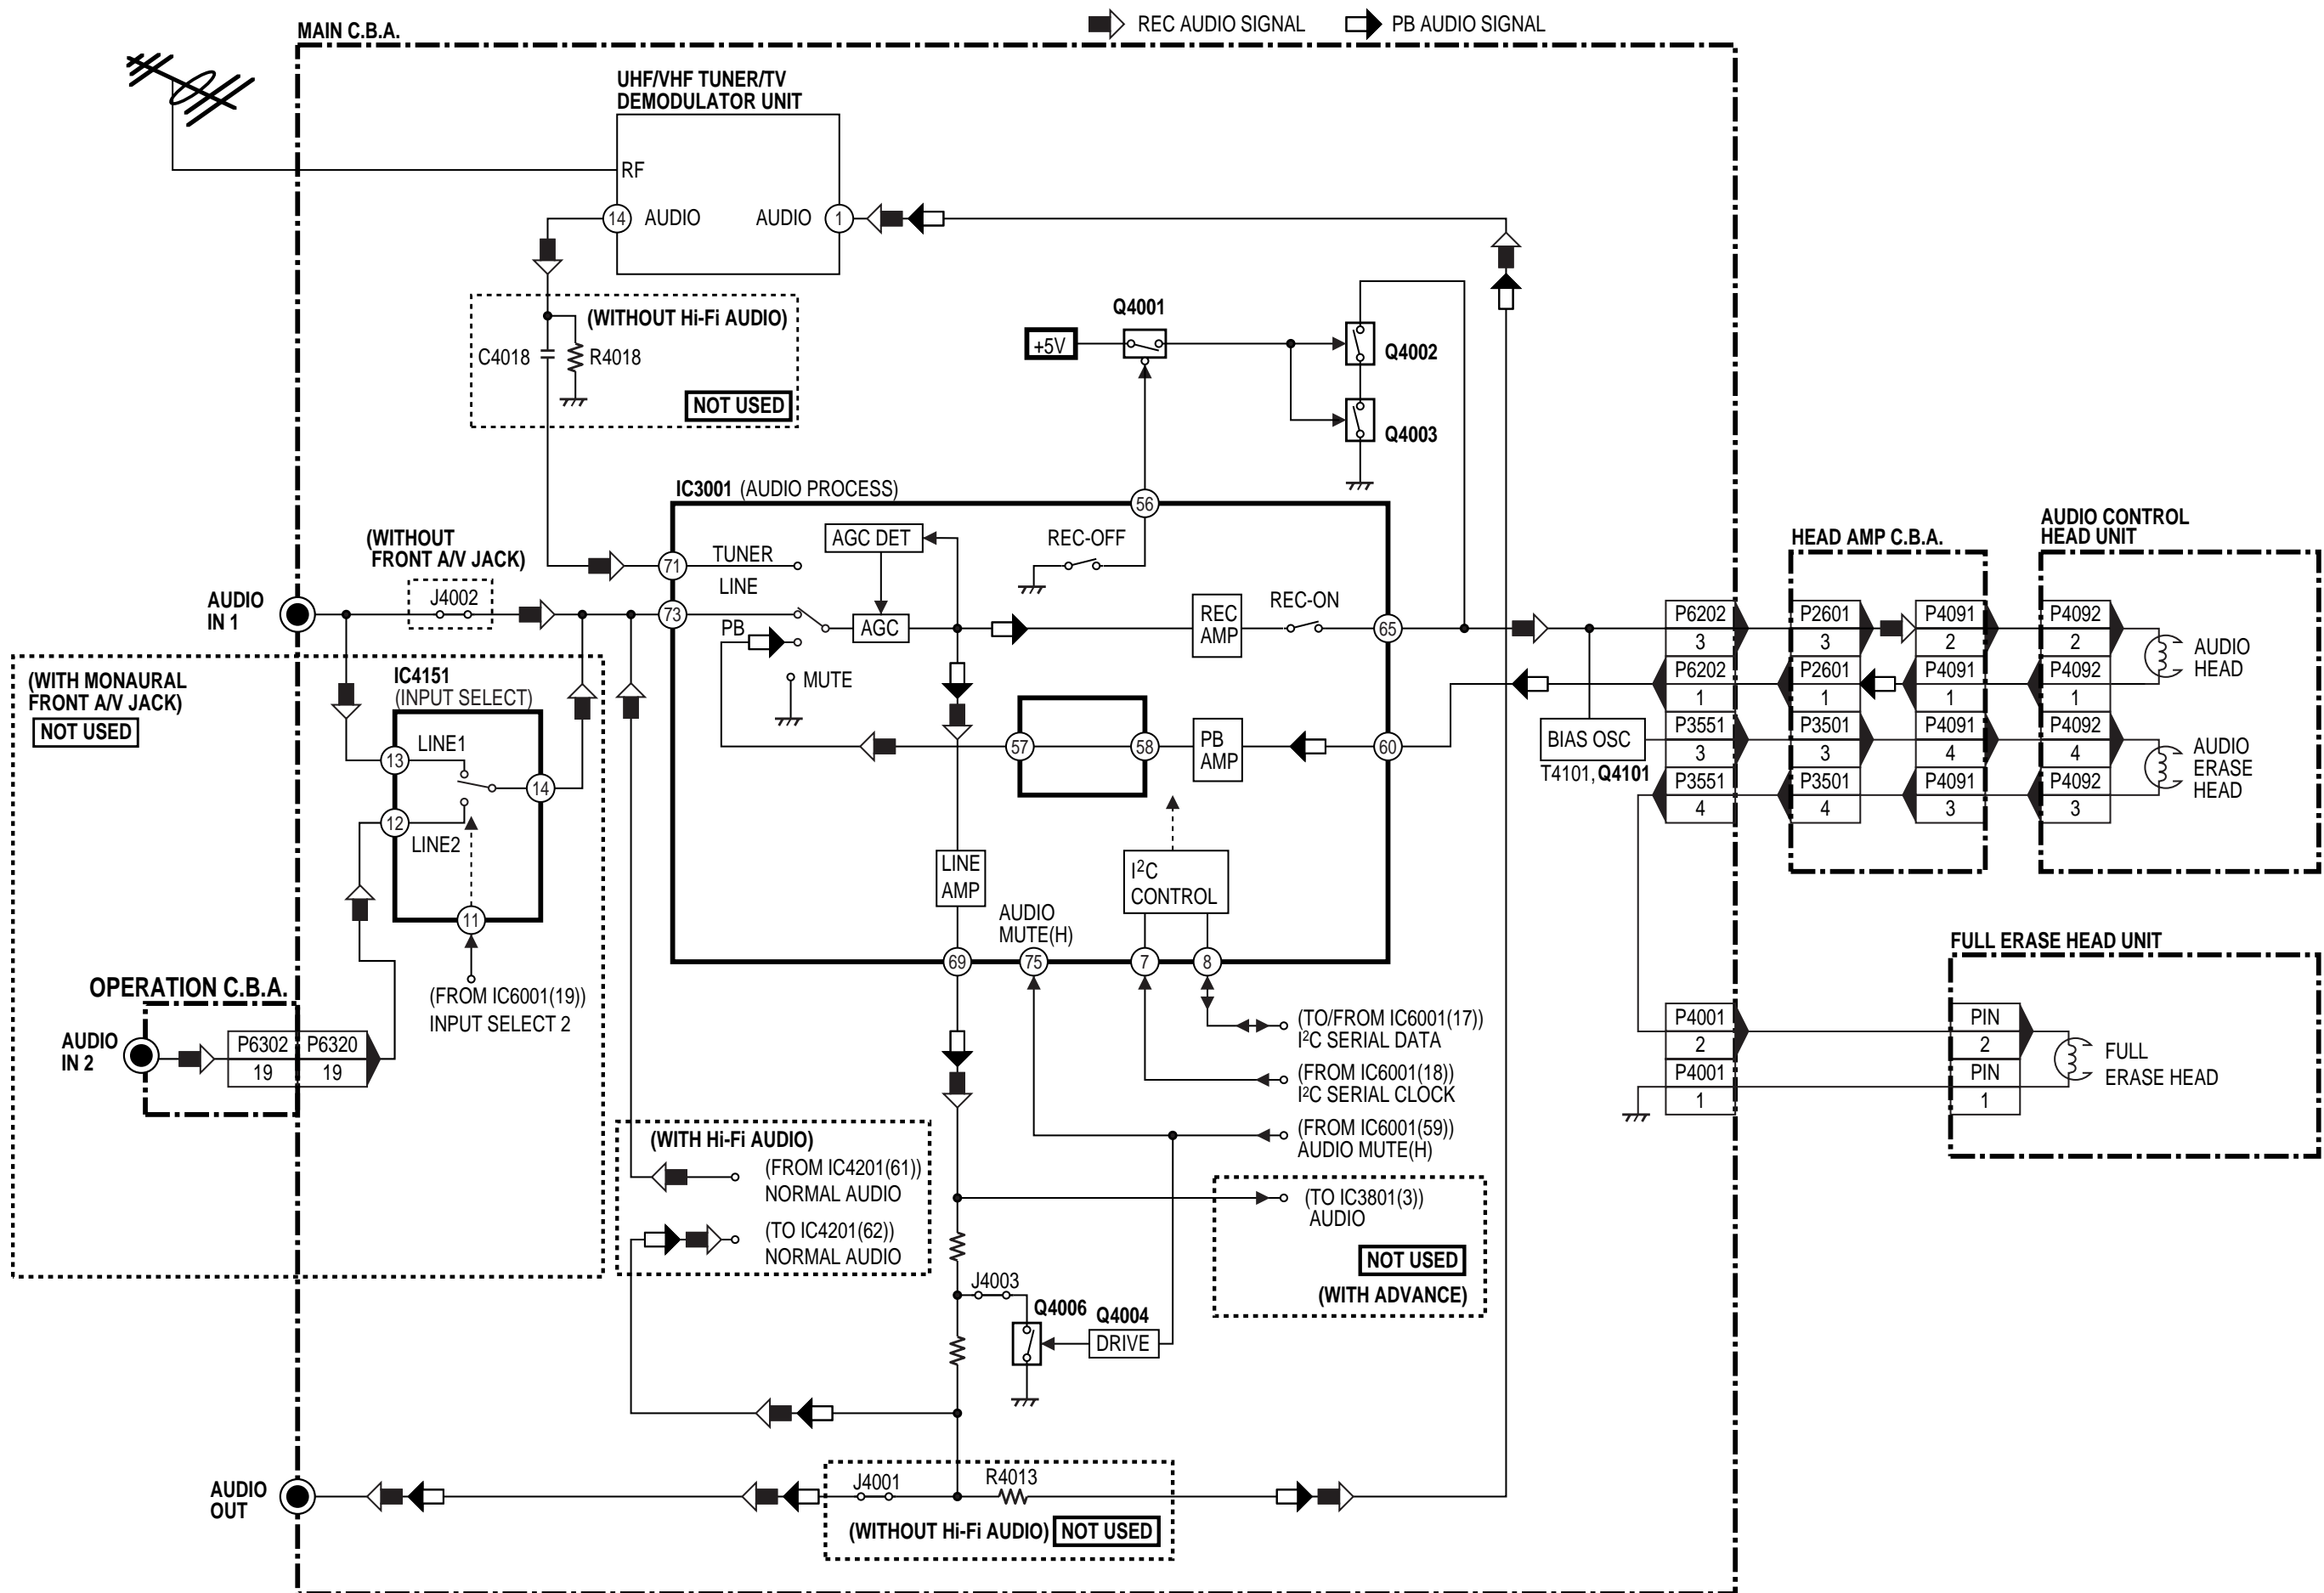 REC AUDIO SIGNAL
PB AUDIO SIGNAL
MAIN C.B.A.
UHF/VHF TUNER/TV
DEMODULATOR UNIT
RF
14
AUDIO
AUDIO
1
(WITHOUT Hi-Fi AUDIO)
C4018
R4018
NOT USED
Q4001
+5V
Q4002
Q4003
IC3001 (AUDIO PROCESS)
56
(WITHOUT
FRONT A/V JACK)
J4002
AUDIO
IN 1
71
TUNER
LINE
73
PB
MUTE
AGC DET
AGC
REC-OFF
REC
AMP
REC-ON
65
57
58
PB
AMP
60
LINE
AMP
I²C
CONTROL
AUDIO
MUTE(H)
69
75
7
8
(WITH MONAURAL
FRONT A/V JACK)
NOT USED
IC4151
(INPUT SELECT)
LINE1
13
14
12
LINE2
11
(FROM IC6001(19))
INPUT SELECT 2
OPERATION C.B.A.
AUDIO
IN 2
P6302
19
P6320
19
(TO/FROM IC6001(17))
I²C SERIAL DATA
(FROM IC6001(18))
I²C SERIAL CLOCK
(FROM IC6001(59))
AUDIO MUTE(H)
(WITH Hi-Fi AUDIO)
(FROM IC4201(61))
NORMAL AUDIO
(TO IC4201(62))
NORMAL AUDIO
(TO IC3801(3))
AUDIO
NOT USED
(WITH ADVANCE)
J4003
Q4006
Q4004
DRIVE
AUDIO
OUT
J4001
R4013
(WITHOUT Hi-Fi AUDIO)
NOT USED
BIAS OSC
T4101, Q4101
HEAD AMP C.B.A.
AUDIO CONTROL
HEAD UNIT
P6202
3
P2601
3
P4091
2
P4092
2
P6202
1
P2601
1
P4091
1
P4092
1
AUDIO
HEAD
P3551
3
P3501
3
P4091
4
P4092
4
P3551
4
P3501
4
P4091
3
P4092
3
AUDIO
ERASE
HEAD
FULL ERASE HEAD UNIT
P4001
2
PIN
2
P4001
1
PIN
1
FULL
ERASE HEAD